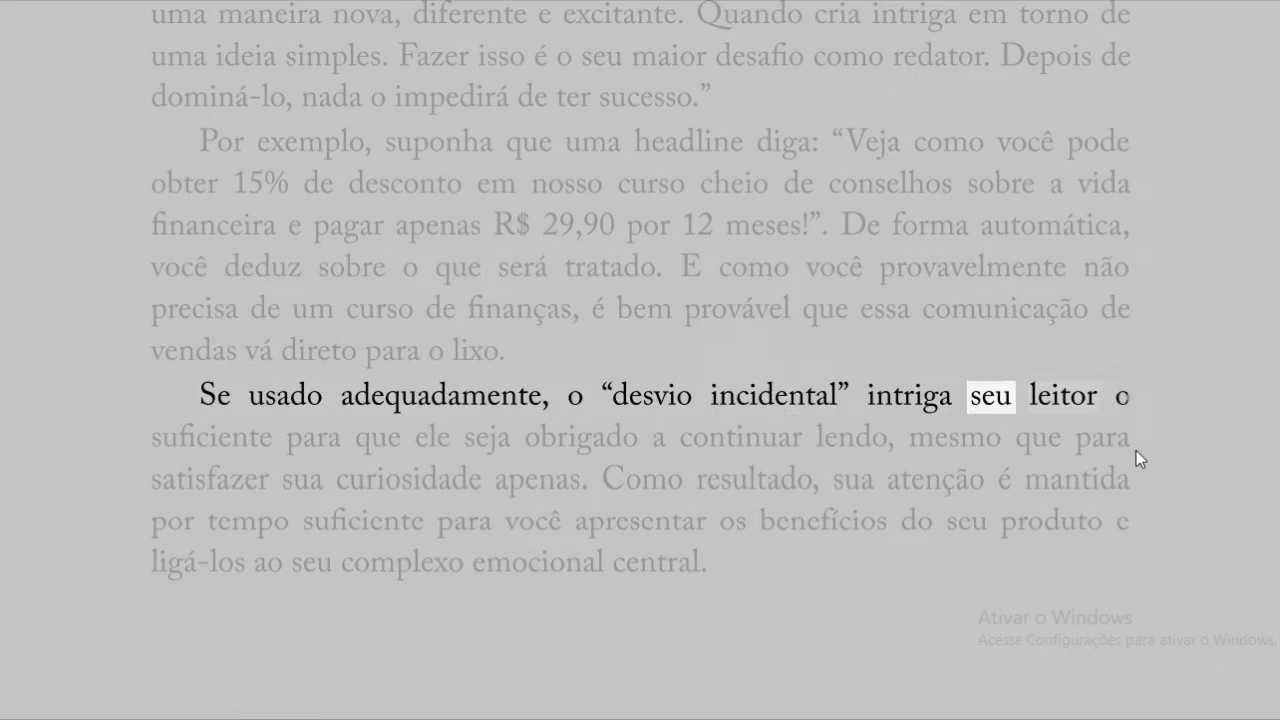 uma maneira nova, diferente e excitante. Quando cria intriga em torno de
uma ideia simples. Fazer isso é o seu maior desafio como redator. Depois de
dominá-lo, nada o impedirá de ter sucesso.”
Por exemplo, suponha que uma headline diga: “Veja como você pode
obter 15% de desconto em nosso curso cheio de conselhos sobre a vida
financeira e pagar apenas R$ 29,90 por 12 meses!”. De forma automática,
você deduz sobre o que será tratado. E como você provavelmente não
precisa de um curso de finanças, é bem provável que essa comunicação de
vendas vá direto para o lixo.
Se usado adequadamente, o “desvio incidental” intriga seu leitor o
suficiente para que ele seja obrigado a continuar lendo, mesmo que para
satisfazer sua curiosidade apenas. Como resultado, sua atenção é mantida
por tempo suficiente para você apresentar os benefícios do seu produto e
ligá-los ao seu complexo emocional central.
Ativar o Windows
Acesse Configurações para ativar o Windows.